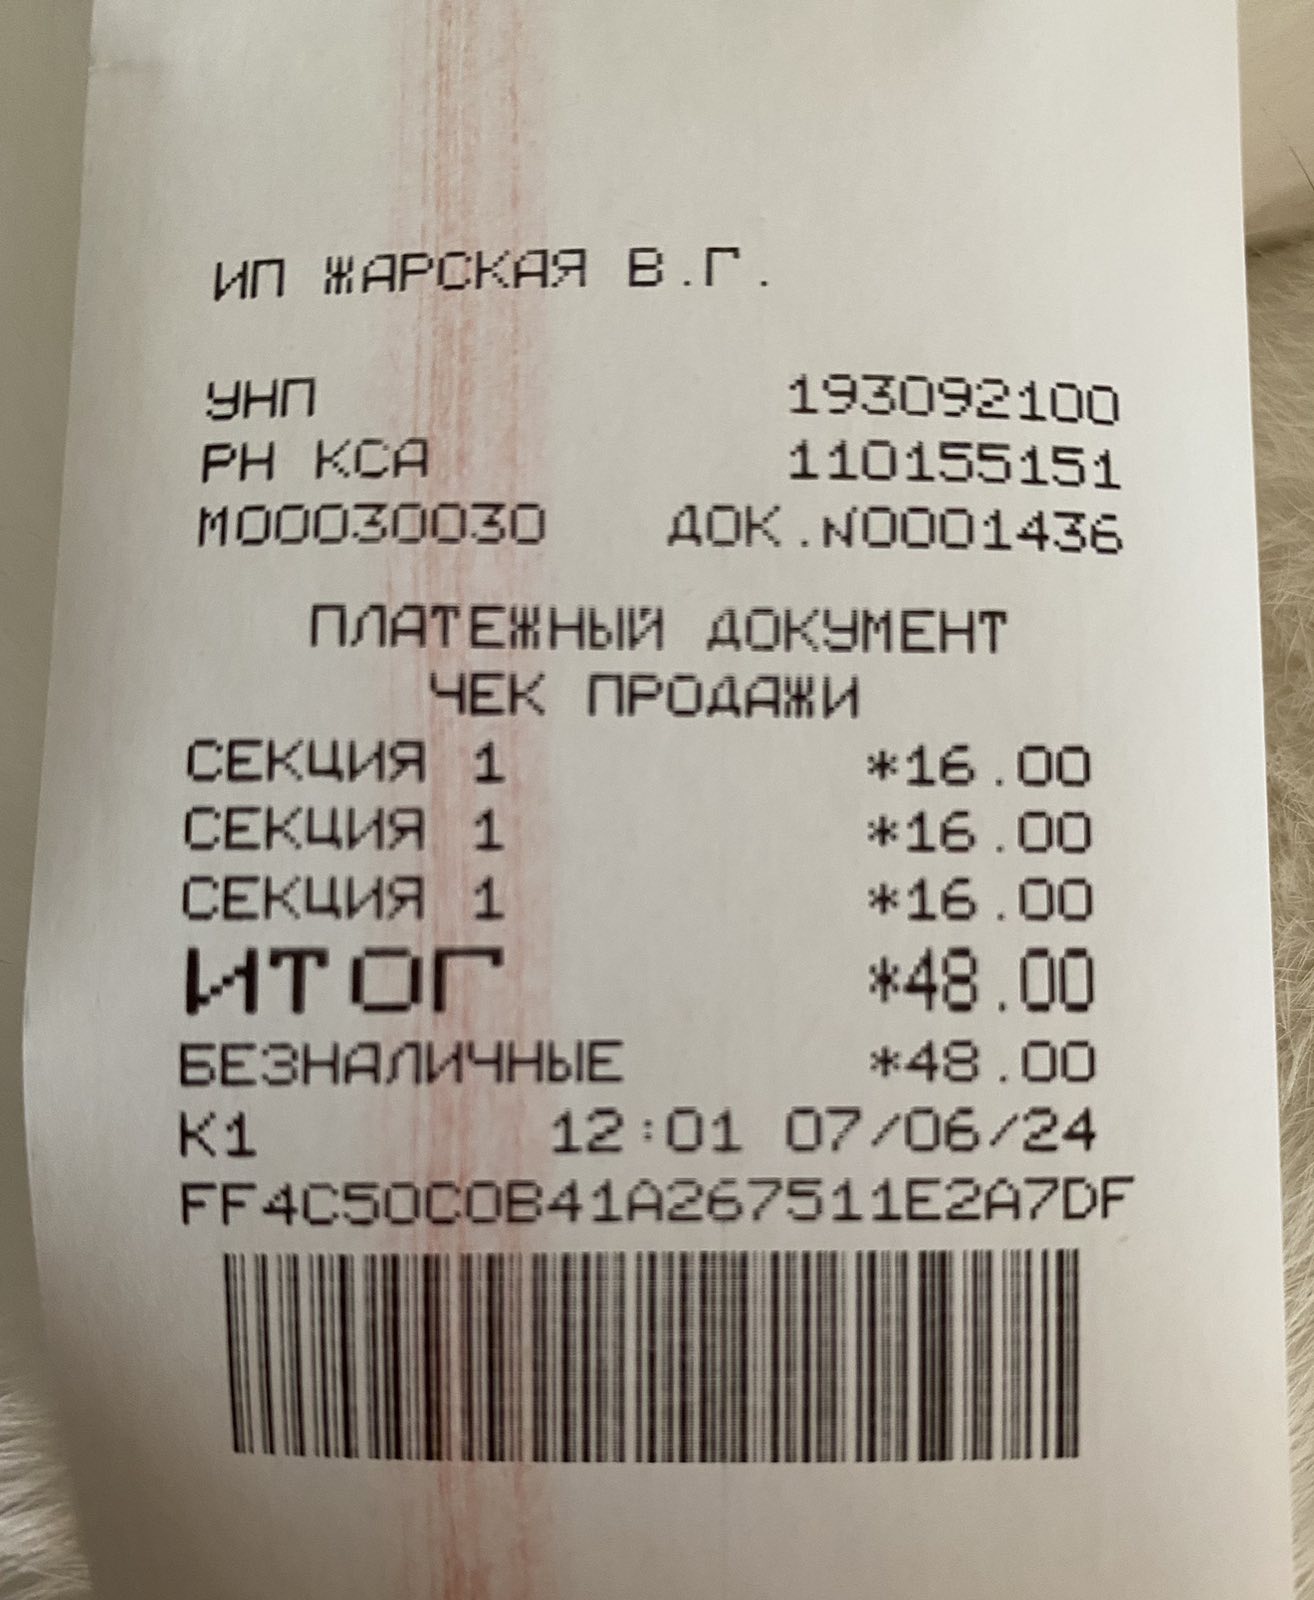 ИП ЖАРСКАЯ В.Г.
УНП 193092100
РН КСА 110155151
М00030030 ДОК.N0001436
ПЛАТЕЖНЫЙ ДОКУМЕНТ
ЧЕК ПРОДАЖИ
СЕКЦИЯ 1 *16.00
СЕКЦИЯ 1 *16.00
СЕКЦИЯ 1 *16.00
ИТОГ *48.00
БЕЗНАЛИЧНЫЕ *48.00
К1 12:01 07/06/24
FF4C50C0B41A267511E2A7DF